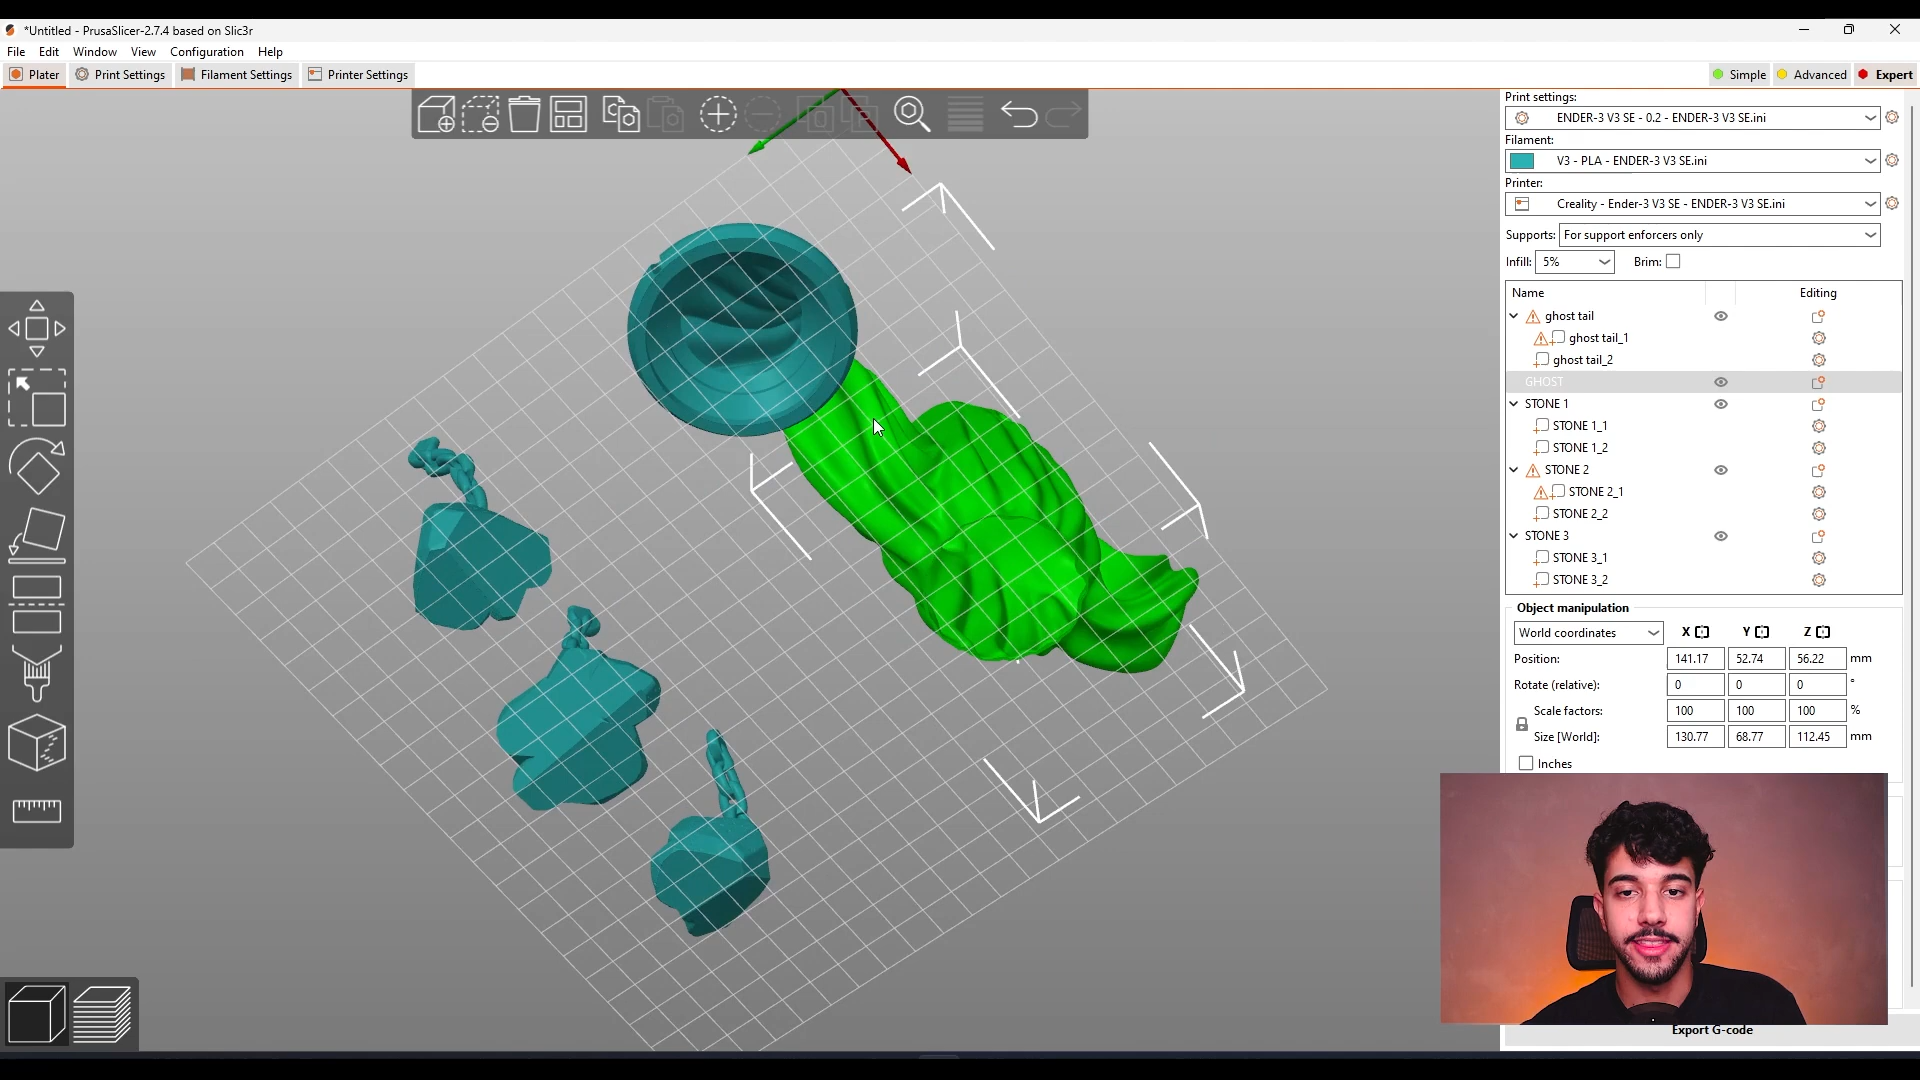 *Untitled - PrusaSlicer-2.7.4 based on Slic3r
File Edit Window View Configuration Help
Plater Print Settings Filament Settings Printer Settings Simple Advanced Expert
Print settings:
ENDER-3 V3 SE - 0.2 - ENDER-3 V3 SE.ini
Filament:
V3 - PLA - ENDER-3 V3 SE.ini
Printer:
Creality - Ender-3 V3 SE - ENDER-3 V3 SE.ini
Supports: For support enforcers only
Infill: 5% Brim:
Name Editing
ghost tail
ghost tail_1
ghost tail_2
GHOST
STONE 1
STONE 1_1
STONE 1_2
STONE 2
STONE 2_1
STONE 2_2
STONE 3
STONE 3_1
STONE 3_2
Object manipulation
World coordinates X Y Z
Position: 141.17 52.74 56.22 mm
Rotate (relative): 0 0 0 °
Scale factors: 100 100 100 %
Size [World]: 130.77 68.77 112.45 mm
Inches
Export G-code